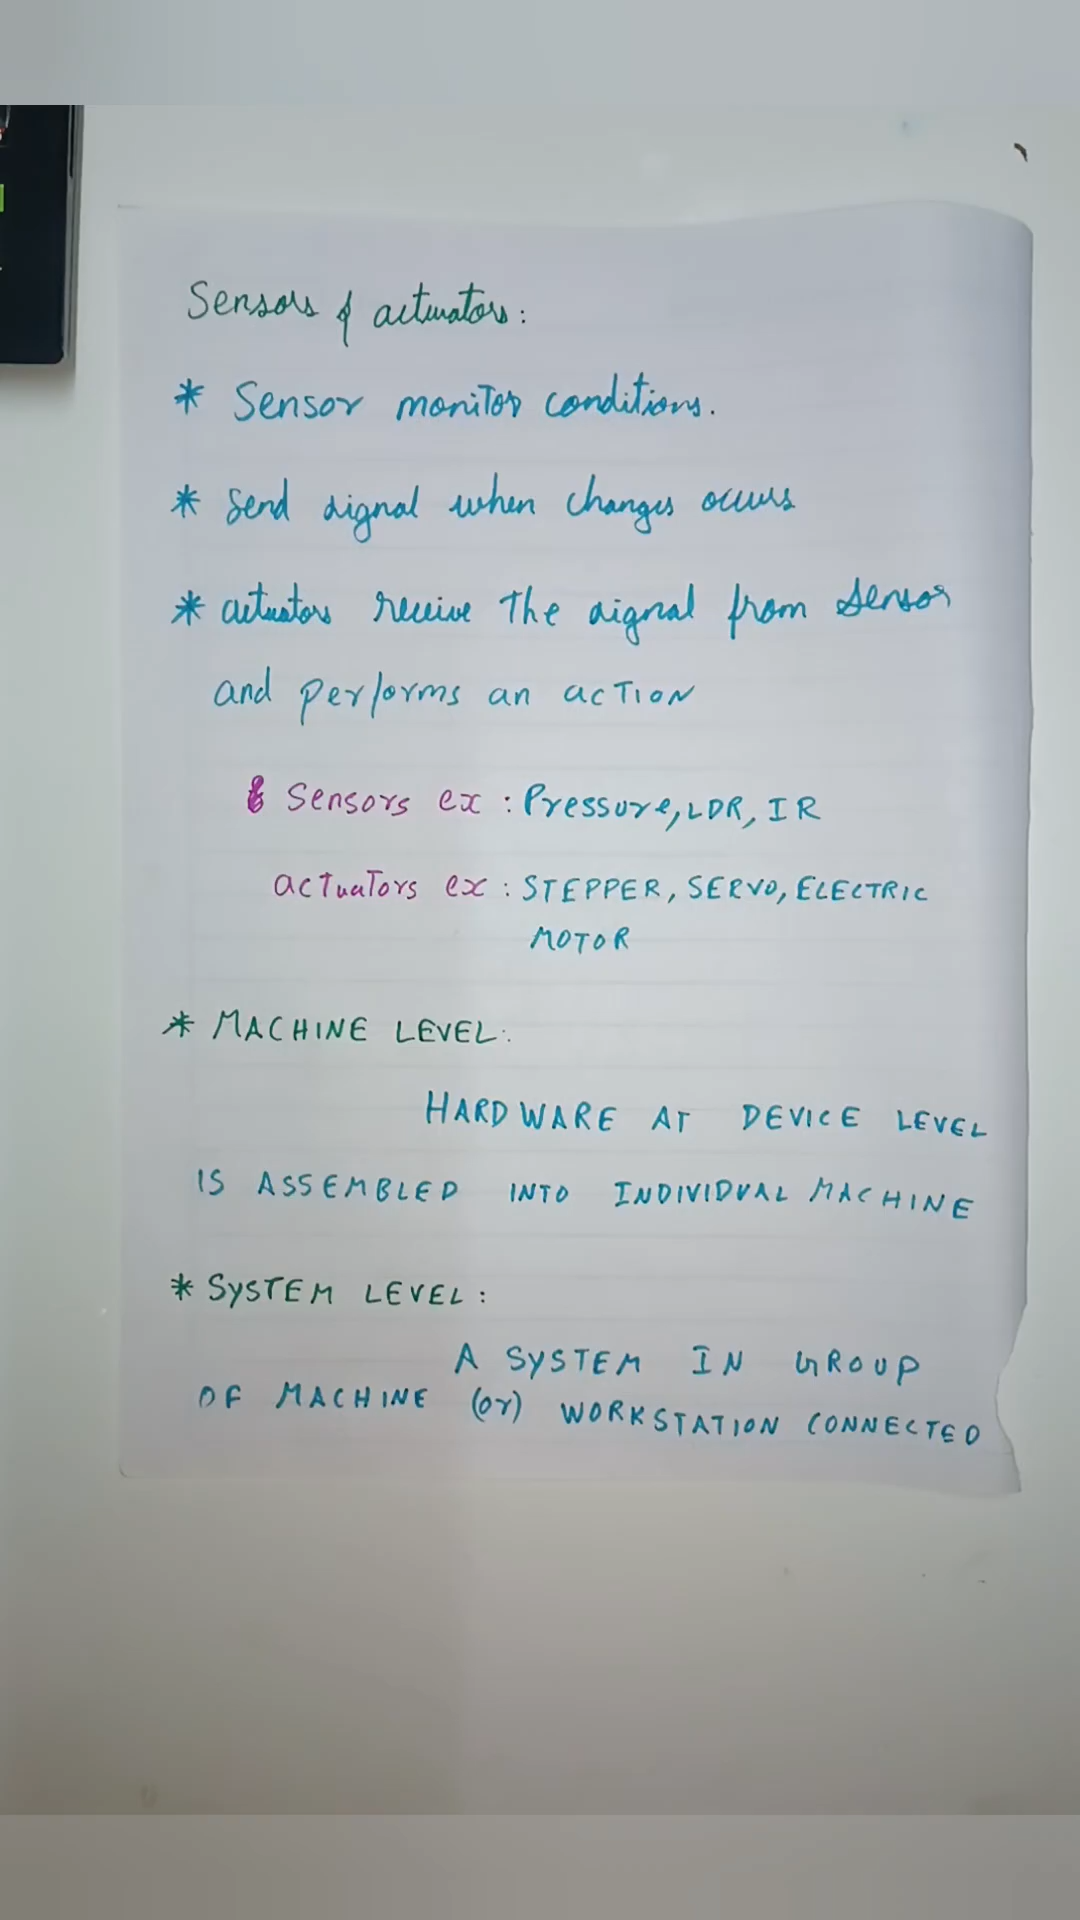 Sensors & actuators:
* Sensor monitor conditions.
* Send signal when changes occurs
* actuators receive The signal from sensor
and performs an action
Sensors ex : Pressure, LDR, IR
actuators ex : STEPPER, SERVO, ELECTRIC
MOTOR
* MACHINE LEVEL:
HARDWARE AT DEVICE LEVEL
IS ASSEMBLED INTO INDIVIDUAL MACHINE
* SYSTEM LEVEL:
A SYSTEM IN GROUP
OF MACHINE (or) WORKSTATION CONNECTED